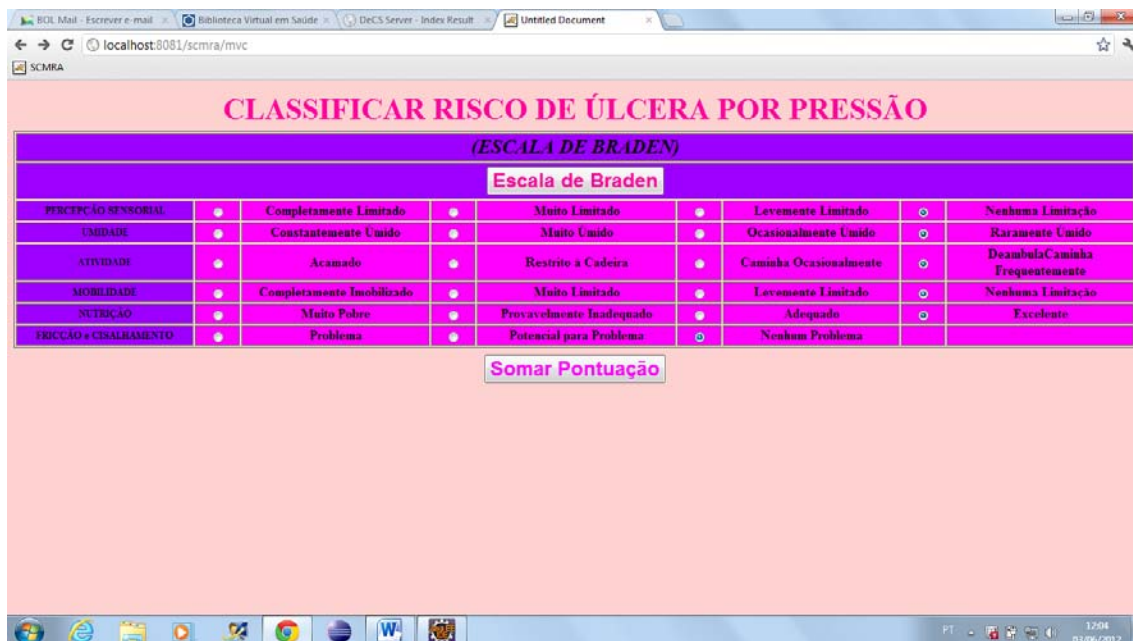 BOL Mail - Escrever e-mail
Biblioteca Virtual em Saúde
DeCS Server - Index Result
Untitled Document
localhost:8081/scmra/mvc
SCMRA
CLASSIFICAR RISCO DE ÚLCERA POR PRESSÃO
(ESCALA DE BRADEN)
Escala de Braden
PERCEPÇÃO SENSORIAL Completamente Limitado Muito Limitado Levemente Limitado Nenhuma Limitação
UMIDADE Constantemente Úmido Muito Úmido Ocasionalmente Úmido Raramente Úmido
ATIVIDADE Acamado Restrito à Cadeira Caminha Ocasionalmente DeambulaCaminha
Frequentemente
MOBILIDADE Completamente Imobilizado Muito Limitado Levemente Limitado Nenhuma Limitação
NUTRIÇÃO Muito Pobre Provavelmente Inadequado Adequado Excelente
FRICÇÃO e CISALHAMENTO Problema Potencial para Problema Nenhum Problema
Somar Pontuação
PT
12:04
03/06/2012